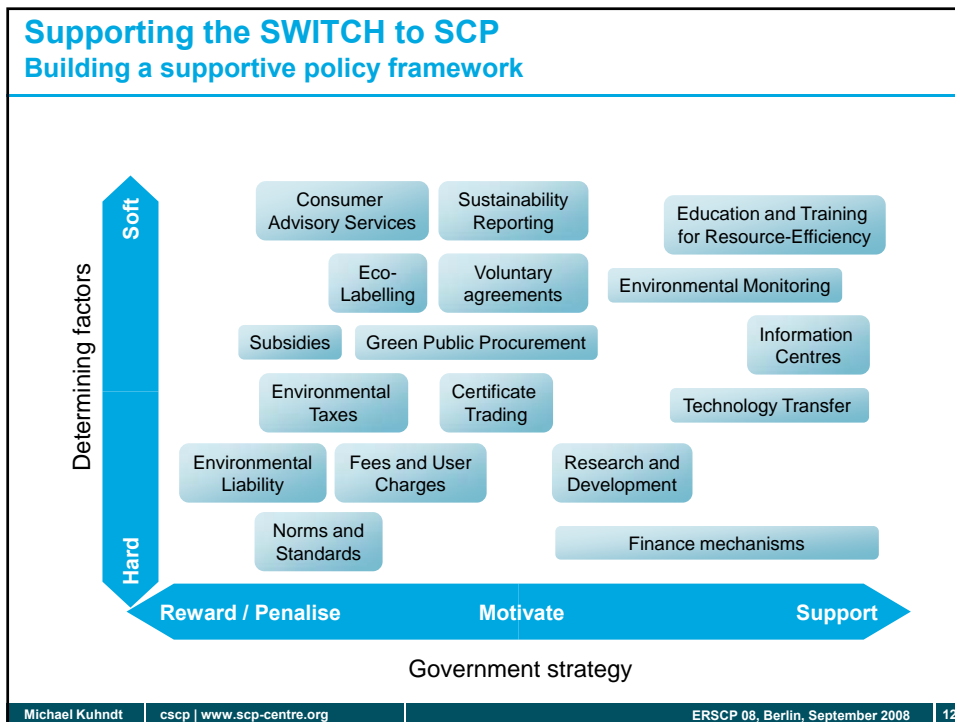 Supporting the SWITCH to SCP
Building a supportive policy framework
Soft
Hard
Determining factors
Consumer
Advisory Services
Sustainability
Reporting
Education and Training
for Resource-Efficiency
Eco-
Labelling
Voluntary
agreements
Environmental Monitoring
Subsidies
Green Public Procurement
Information
Centres
Environmental
Taxes
Certificate
Trading
Technology Transfer
Environmental
Liability
Fees and User
Charges
Research and
Development
Norms and
Standards
Finance mechanisms
Reward / Penalise
Motivate
Support
Government strategy
Michael Kuhndt
cscp | www.scp-centre.org
ERSCP 08, Berlin, September 2008
12